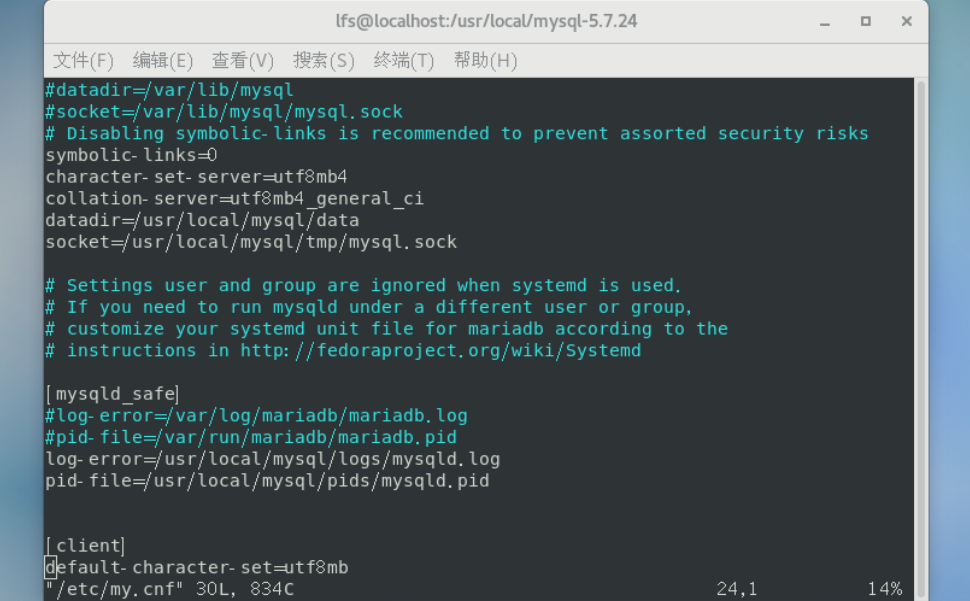 lfs@localhost:/usr/local/mysql-5.7.24
文件(F) 编辑(E) 查看(V) 搜索(S) 终端(T) 帮助(H)
#datadir=/var/lib/mysql
#socket=/var/lib/mysql/mysql.sock
# Disabling symbolic-links is recommended to prevent assorted security risks
symbolic-links=0
character-set-server=utf8mb4
collation-server=utf8mb4_general_ci
datadir=/usr/local/mysql/data
socket=/usr/local/mysql/tmp/mysql.sock
# Settings user and group are ignored when systemd is used.
# If you need to run mysqld under a different user or group,
# customize your systemd unit file for mariadb according to the
# instructions in http://fedoraproject.org/wiki/Systemd
[mysqld_safe]
#log-error=/var/log/mariadb/mariadb.log
#pid-file=/var/run/mariadb/mariadb.pid
log-error=/usr/local/mysql/logs/mysqld.log
pid-file=/usr/local/mysql/pids/mysqld.pid
[client]
default-character-set=utf8mb
"/etc/my.cnf" 30L, 834C 24,1 14%